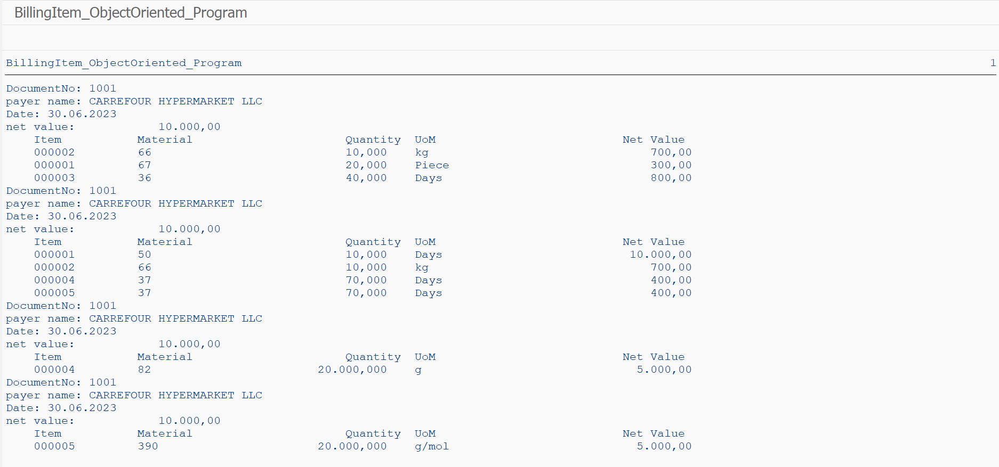 BillingItem_ObjectOriented_Program
BillingItem_ObjectOriented_Program 1
DocumentNo: 1001
payer name: CARREFOUR HYPERMARKET LLC
Date: 30.06.2023
net value: 10.000,00
Item Material Quantity UoM Net Value
000002 66 10,000 kg 700,00
000001 67 20,000 Piece 300,00
000003 36 40,000 Days 800,00
DocumentNo: 1001
payer name: CARREFOUR HYPERMARKET LLC
Date: 30.06.2023
net value: 10.000,00
Item Material Quantity UoM Net Value
000001 50 10,000 Days 10.000,00
000002 66 10,000 kg 700,00
000004 37 70,000 Days 400,00
000005 37 70,000 Days 400,00
DocumentNo: 1001
payer name: CARREFOUR HYPERMARKET LLC
Date: 30.06.2023
net value: 10.000,00
Item Material Quantity UoM Net Value
000004 82 20.000,000 g 5.000,00
DocumentNo: 1001
payer name: CARREFOUR HYPERMARKET LLC
Date: 30.06.2023
net value: 10.000,00
Item Material Quantity UoM Net Value
000005 390 20.000,000 g/mol 5.000,00